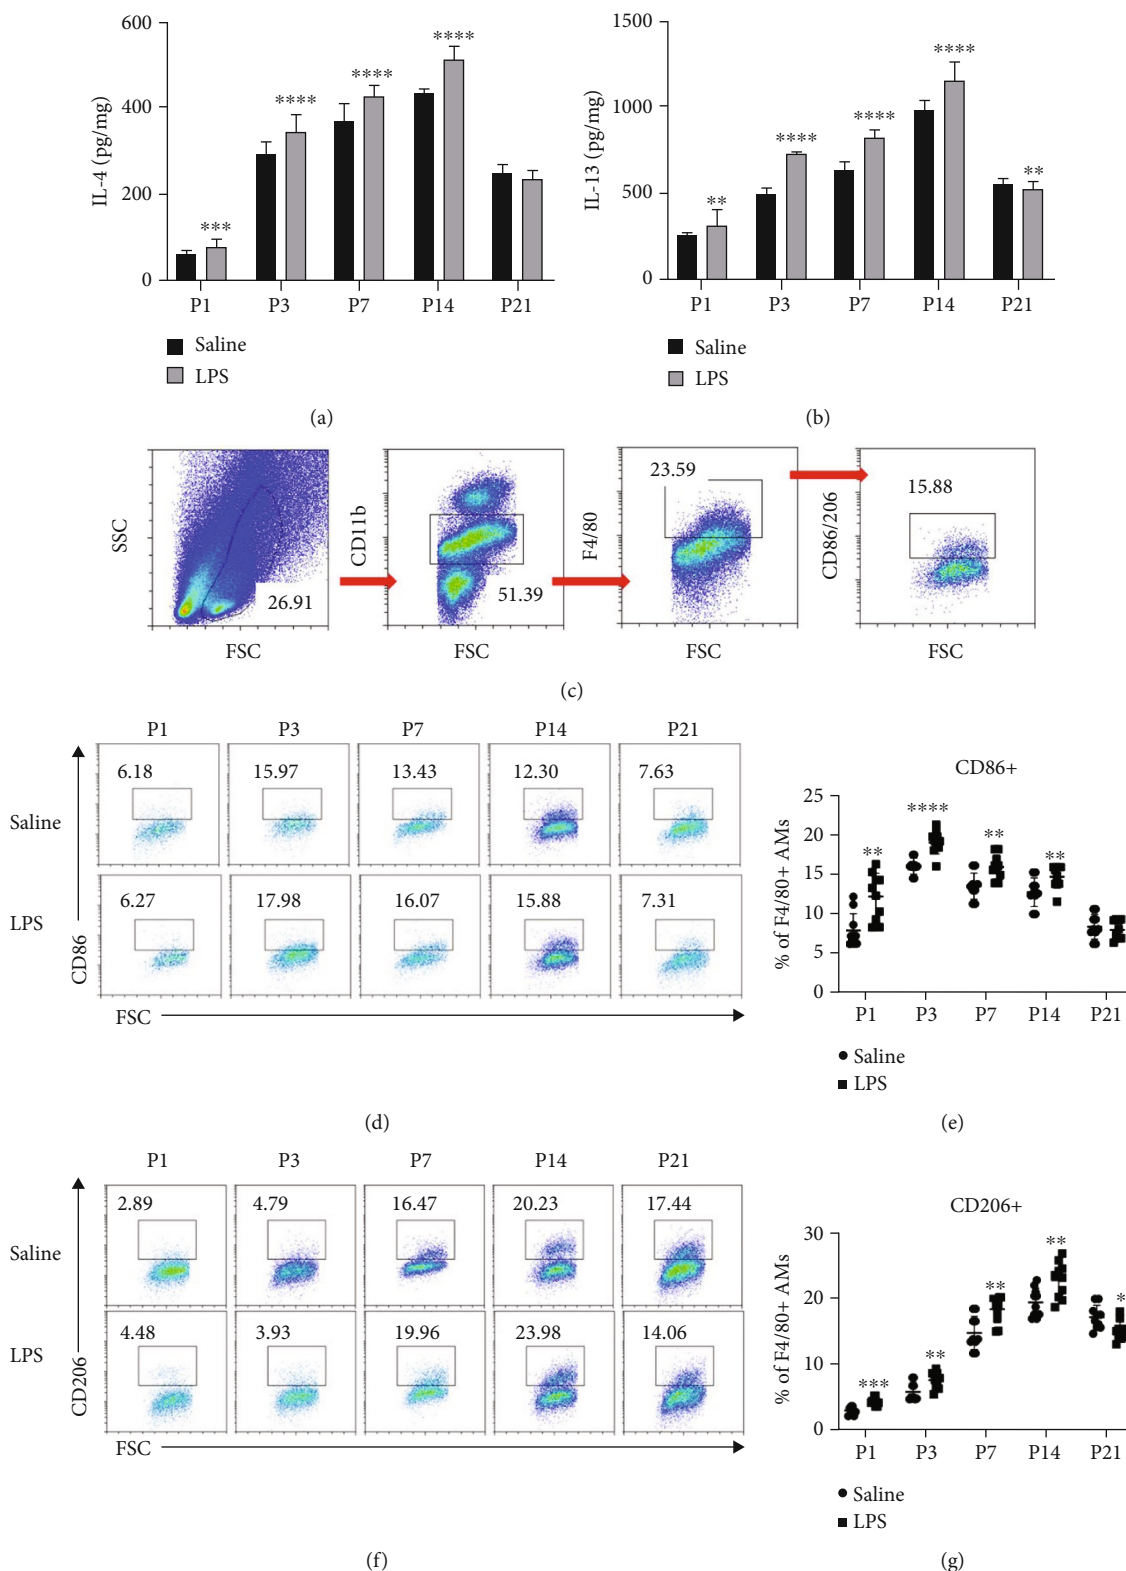 IL-4 (pg/mg)
600
400
200
0
***
****
****
****
P1 P3 P7 P14 P21
Saline
LPS
(a)
IL-13 (pg/mg)
1500
1000
500
0
**
****
****
****
**
P1 P3 P7 P14 P21
Saline
LPS
(b)
SSC
26.91
FSC
CD11b
51.39
FSC
F4/80
23.59
FSC
CD86/206
15.88
FSC
(c)
P1 P3 P7 P14 P21
Saline
6.18 15.97 13.43 12.30 7.63
LPS
6.27 17.98 16.07 15.88 7.31
CD86
FSC
(d)
CD86+
% of F4/80+ AMs
25
20
15
10
5
0
**
****
**
**
P1 P3 P7 P14 P21
Saline
LPS
(e)
P1 P3 P7 P14 P21
Saline
2.89 4.79 16.47 20.23 17.44
LPS
4.48 3.93 19.96 23.98 14.06
CD206
FSC
(f)
CD206+
% of F4/80+ AMs
30
20
10
0
***
**
**
**
*
P1 P3 P7 P14 P21
Saline
LPS
(g)